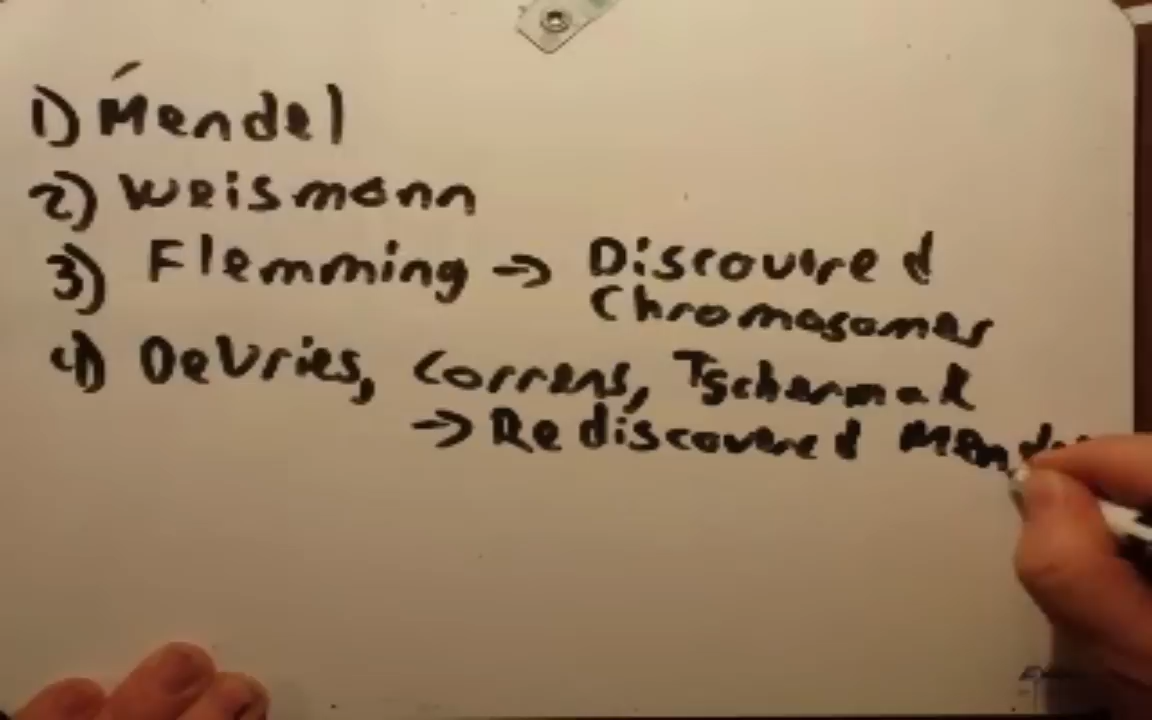 1) Mendel
2) Weismann
3) Flemming → Discovered
Chromosomes
4) DeVries, Correns, Tschermak
→ Rediscovered